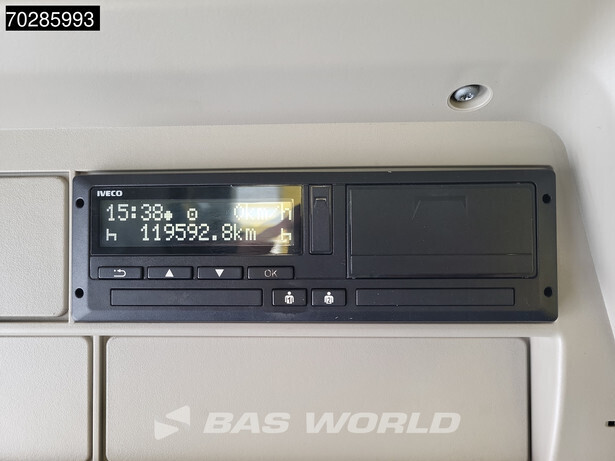 70285993
IVECO
15:38 0km/h
119592.8km
OK
BAS WORLD